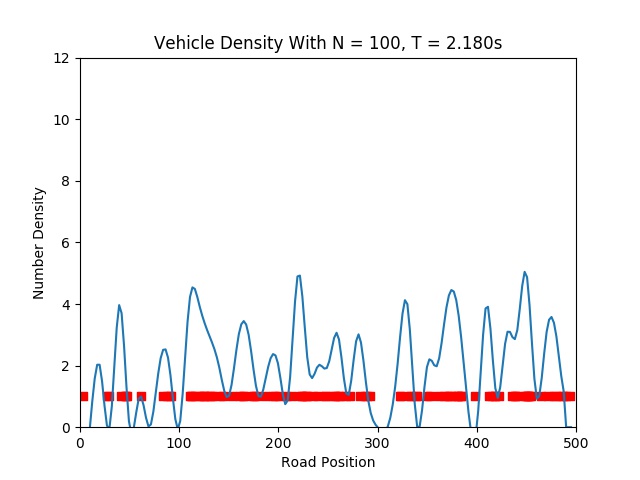 Vehicle Density With N = 100, T = 2.180s
12
10
8
6
4
2
0
Number Density
0 100 200 300 400 500
Road Position